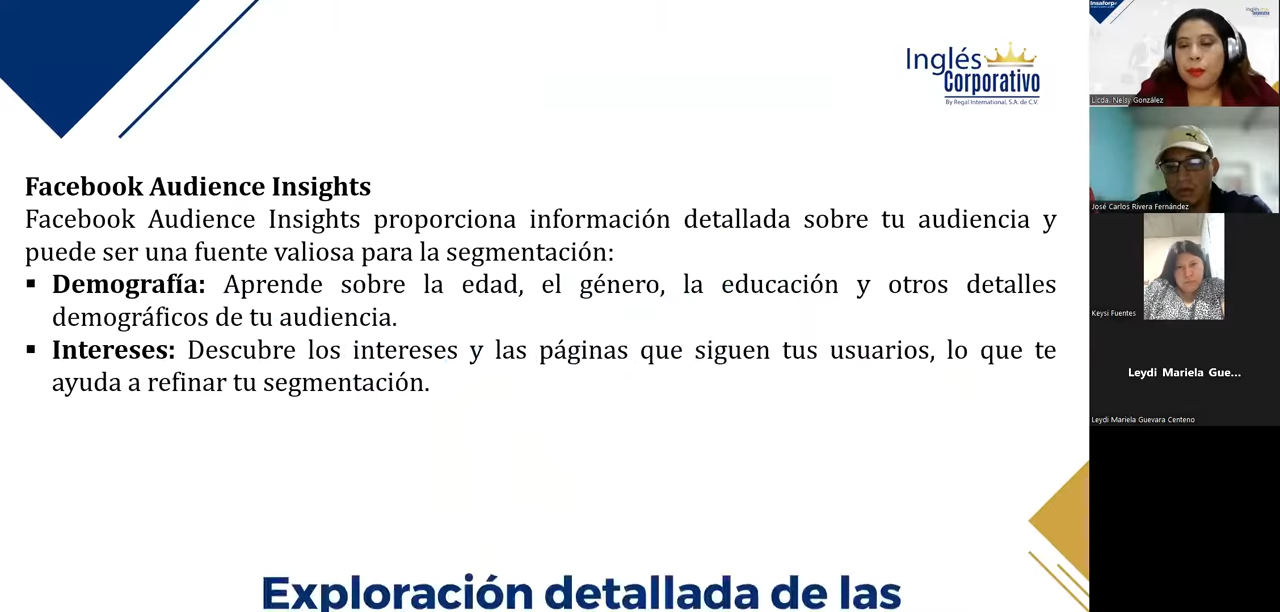 Inglés
Corporativo
By Regal International, S.A. de C.V.
Facebook Audience Insights
Facebook Audience Insights proporciona información detallada sobre tu audiencia y
puede ser una fuente valiosa para la segmentación:
▪ Demografía: Aprende sobre la edad, el género, la educación y otros detalles
demográficos de tu audiencia.
▪ Intereses: Descubre los intereses y las páginas que siguen tus usuarios, lo que te
ayuda a refinar tu segmentación.
Exploración detallada de las
Insaforp
Licda. Neisy González
José Carlos Rivera Fernández
Keysi Fuentes
Leydi Mariela Gue...
Leydi Mariela Guevara Centeno